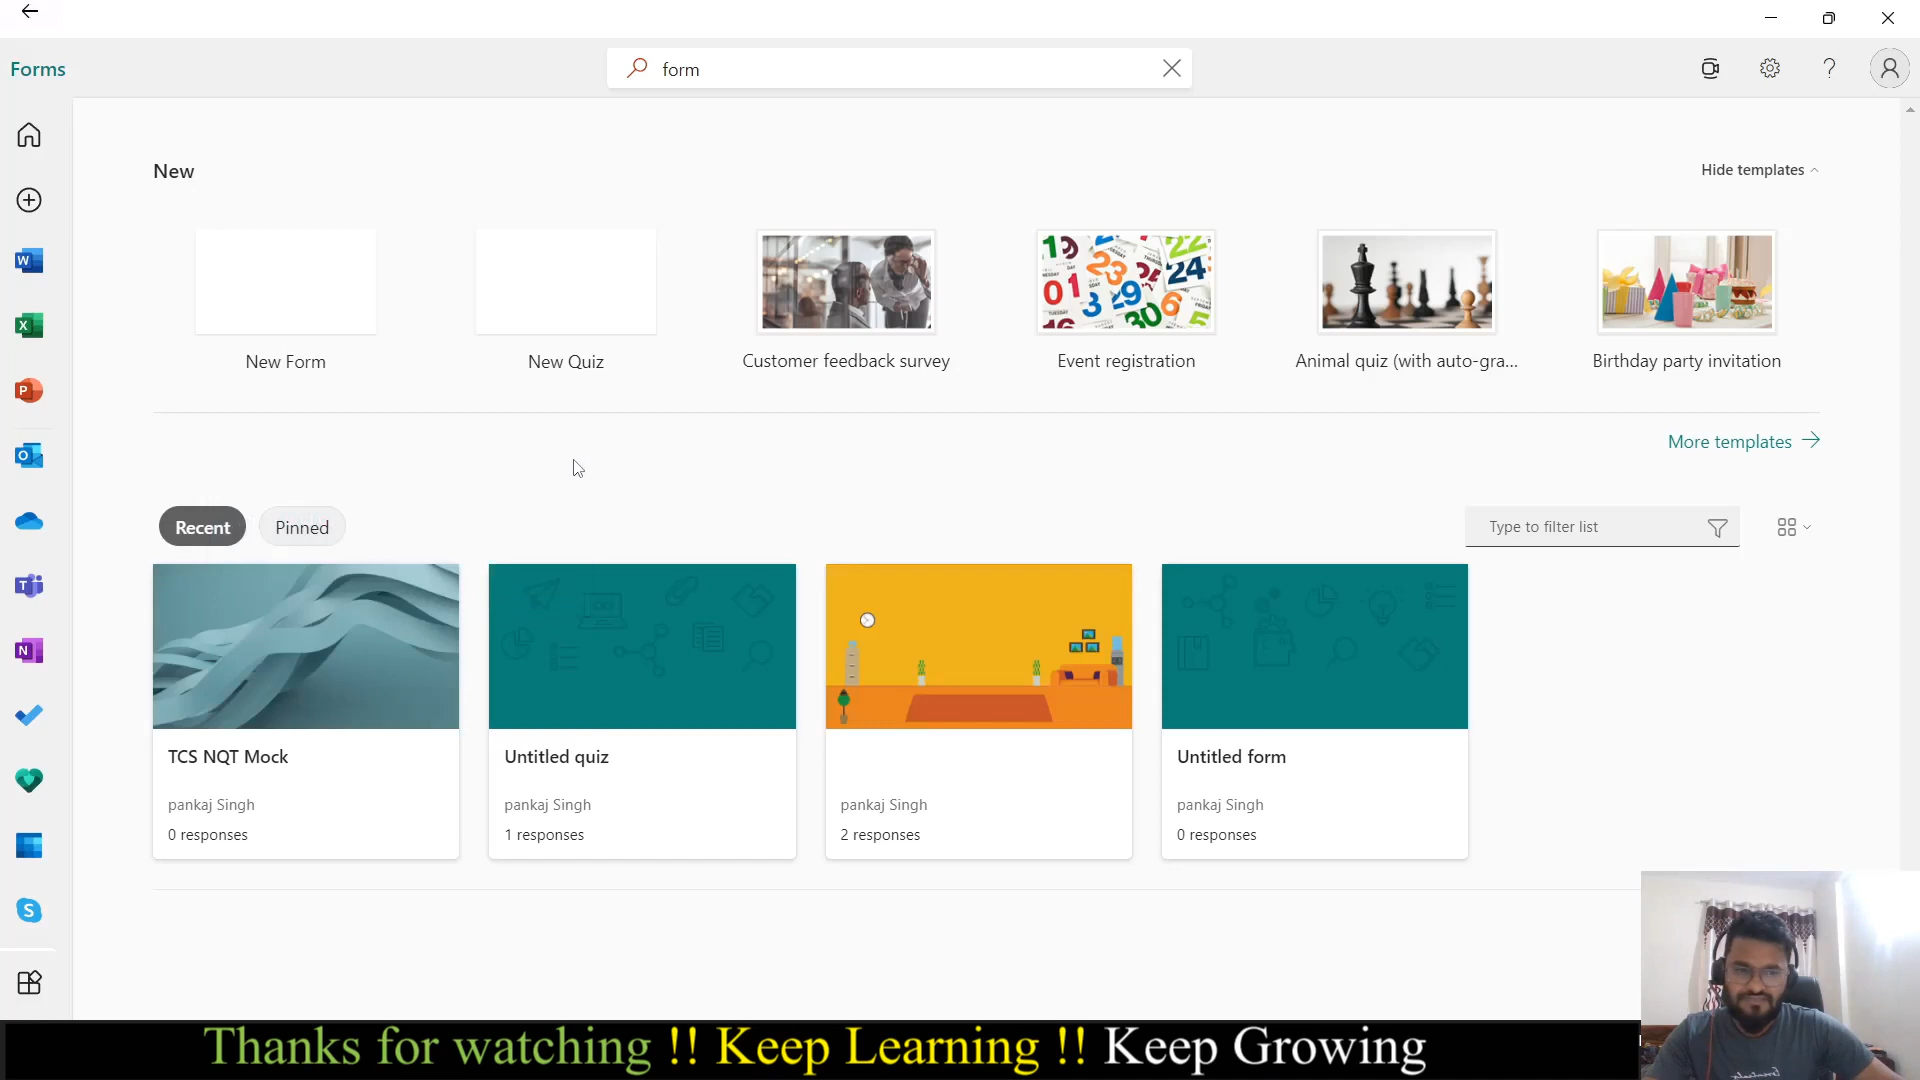 Forms
form
New
Hide templates
New Form
New Quiz
Customer feedback survey
Event registration
Animal quiz (with auto-gra...
Birthday party invitation
More templates
Recent
Pinned
Type to filter list
TCS NQT Mock
pankaj Singh
0 responses
Untitled quiz
pankaj Singh
1 responses
pankaj Singh
2 responses
Untitled form
pankaj Singh
0 responses
Thanks for watching !! Keep Learning !! Keep Growing